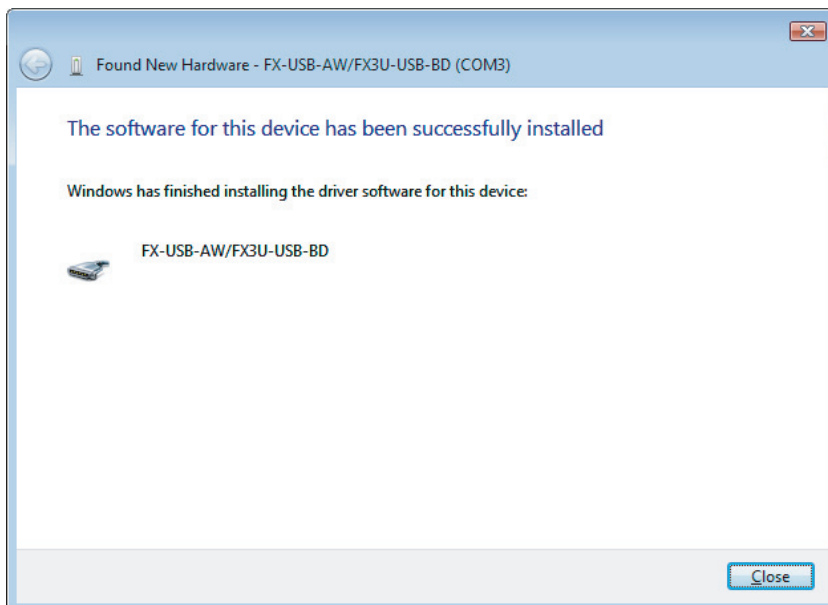 Found New Hardware - FX-USB-AW/FX3U-USB-BD (COM3)
The software for this device has been successfully installed
Windows has finished installing the driver software for this device:
FX-USB-AW/FX3U-USB-BD
Close